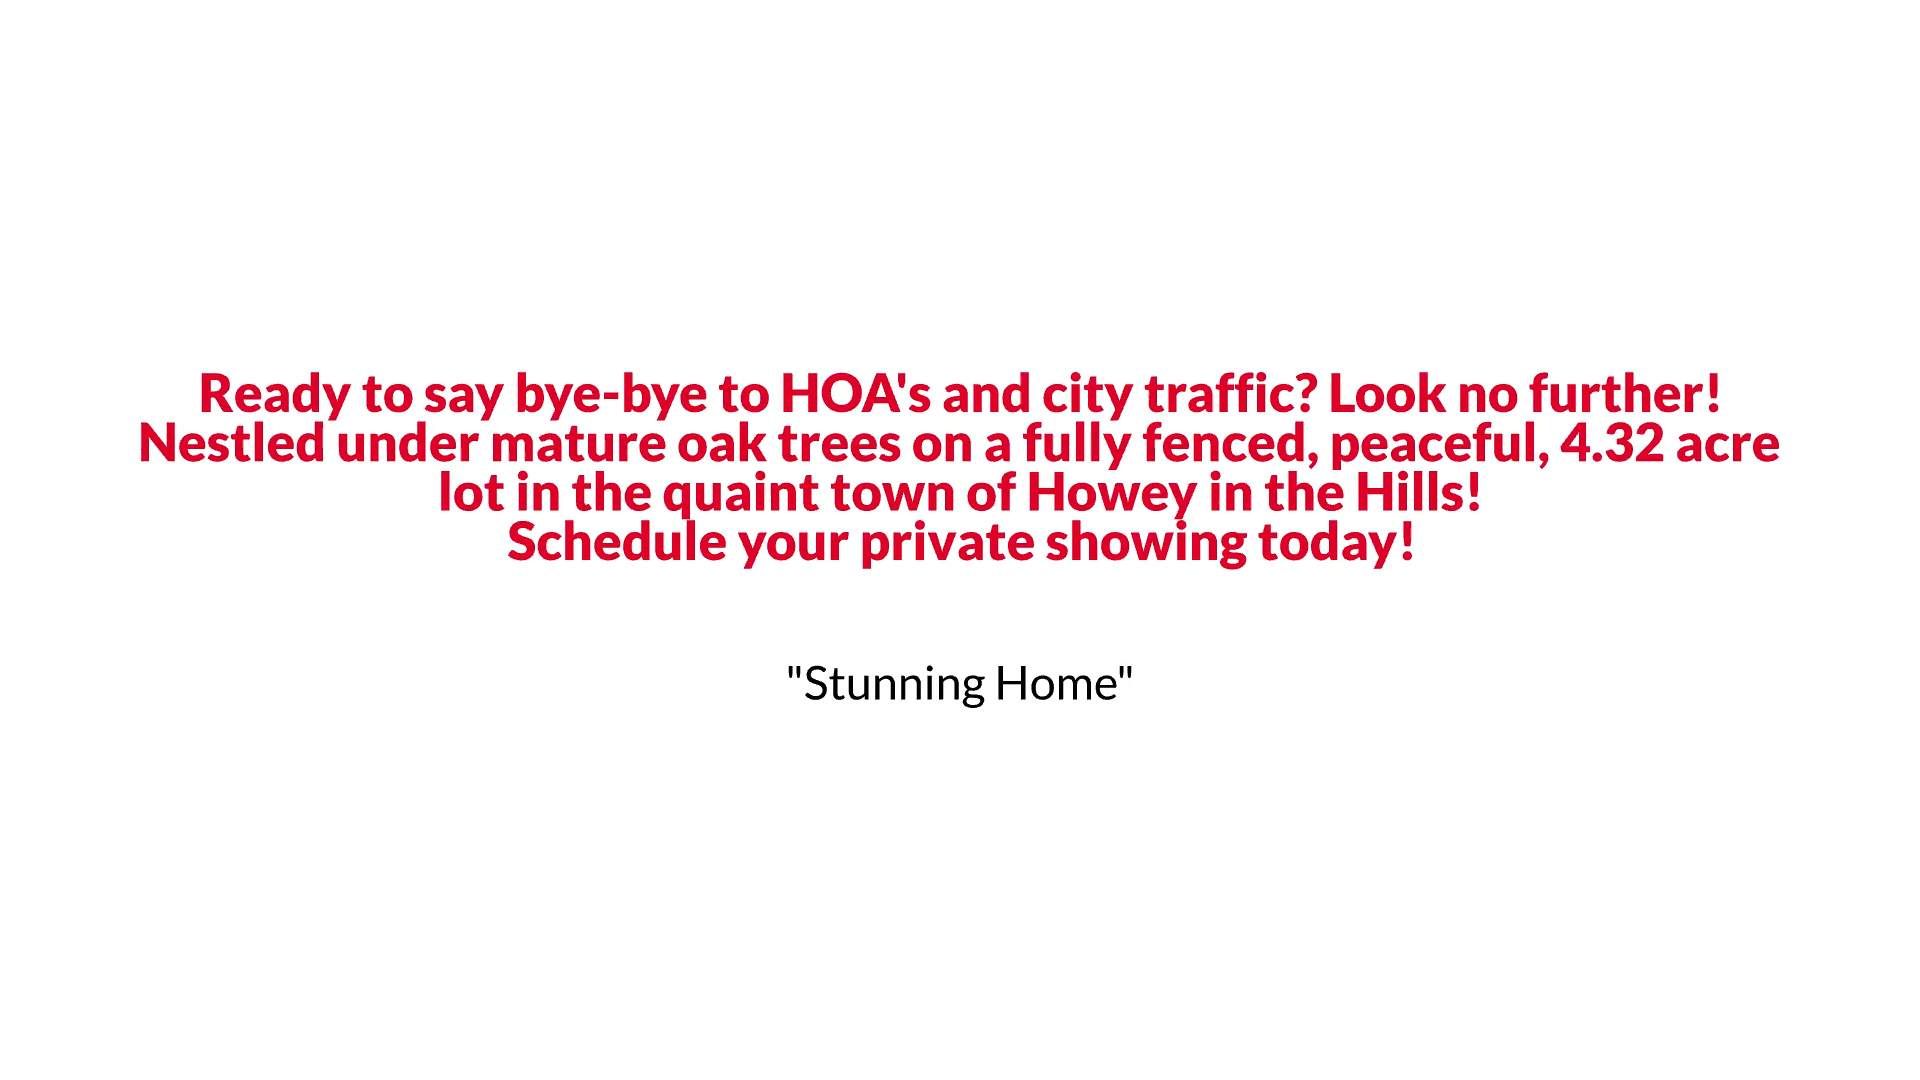 Ready to say bye-bye to HOA's and city traffic? Look no further!
Nestled under mature oak trees on a fully fenced, peaceful, 4.32 acre
lot in the quaint town of Howey in the Hills!
Schedule your private showing today!
"Stunning Home"